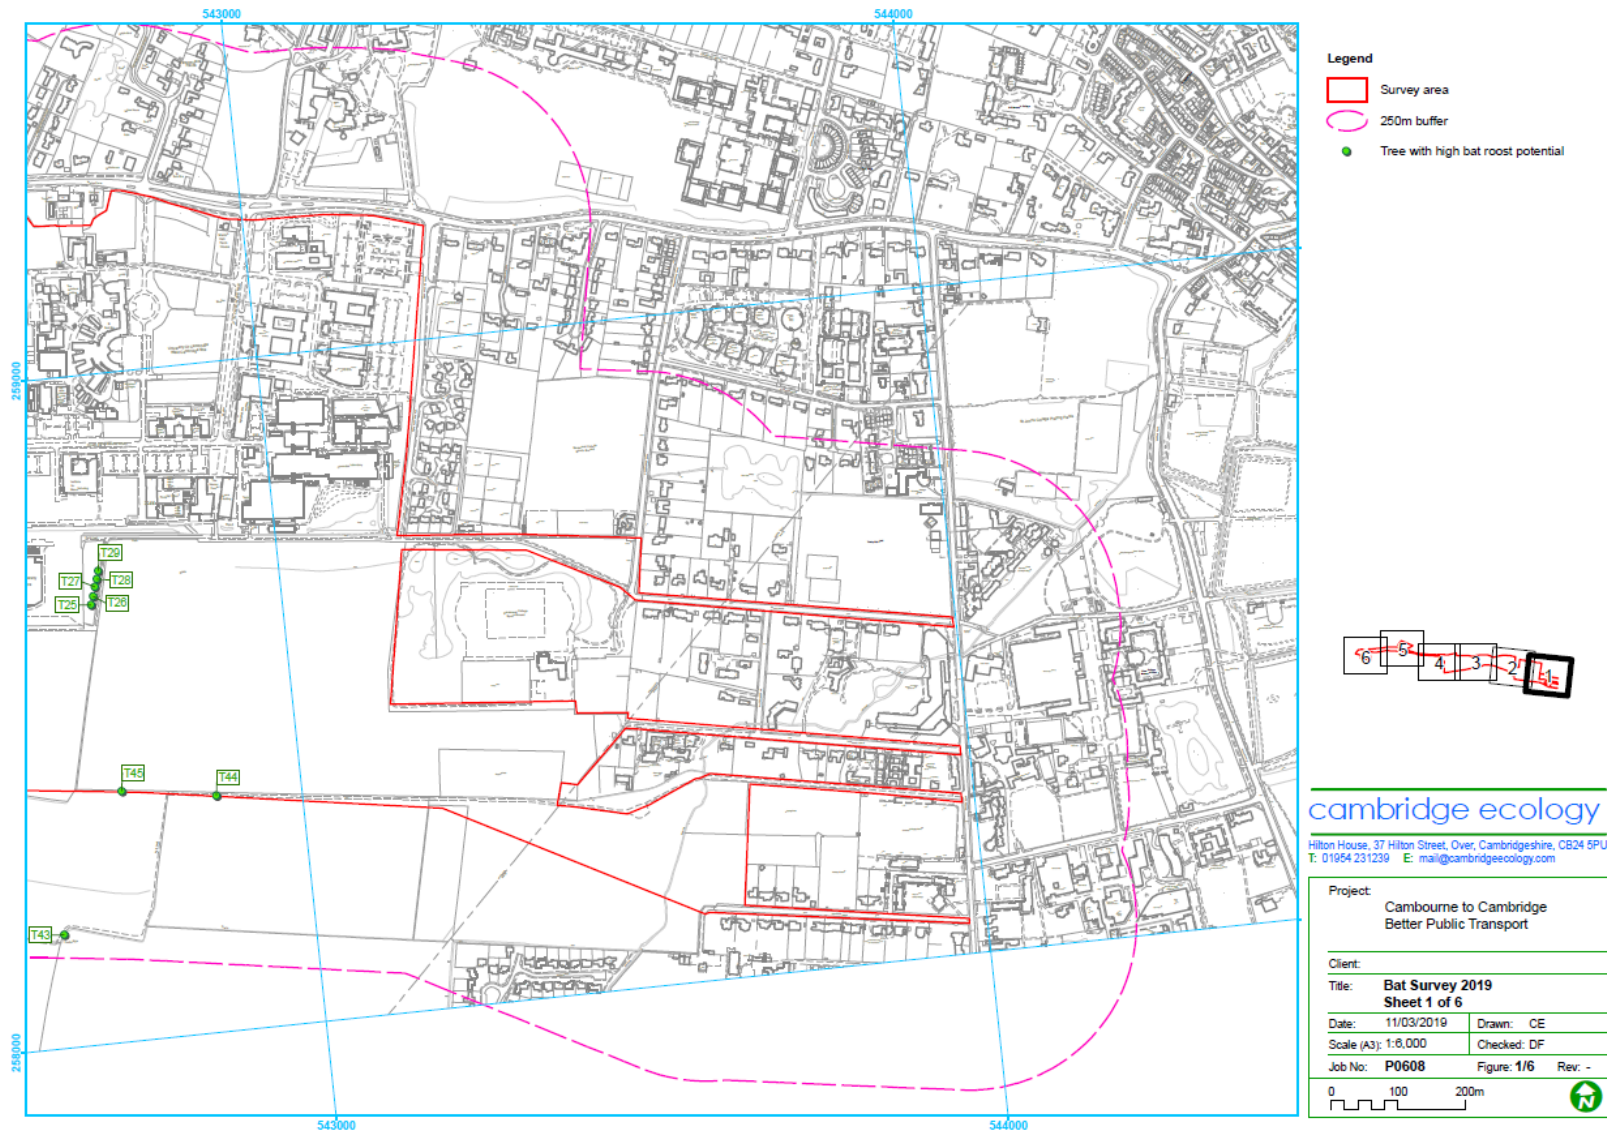 543000
544000
Legend
Survey area
250m buffer
Tree with high bat roost potential
259000
T29
T27
T28
T25
T26
T45
T44
T43
258000
543000
544000
6
5
4
3
2
1
cambridge ecology
Hilton House, 37 Hilton Street, Over, Cambridgeshire, CB24 5PU
T: 01954 231239 E: mail@cambridgeecology.com
Project:
Cambourne to Cambridge
Better Public Transport
Client:
Title: Bat Survey 2019
Sheet 1 of 6
Date: 11/03/2019 Drawn: CE
Scale (A3): 1:6,000 Checked: DF
Job No: P0608 Figure: 1/6 Rev: -
0 100 200m
N